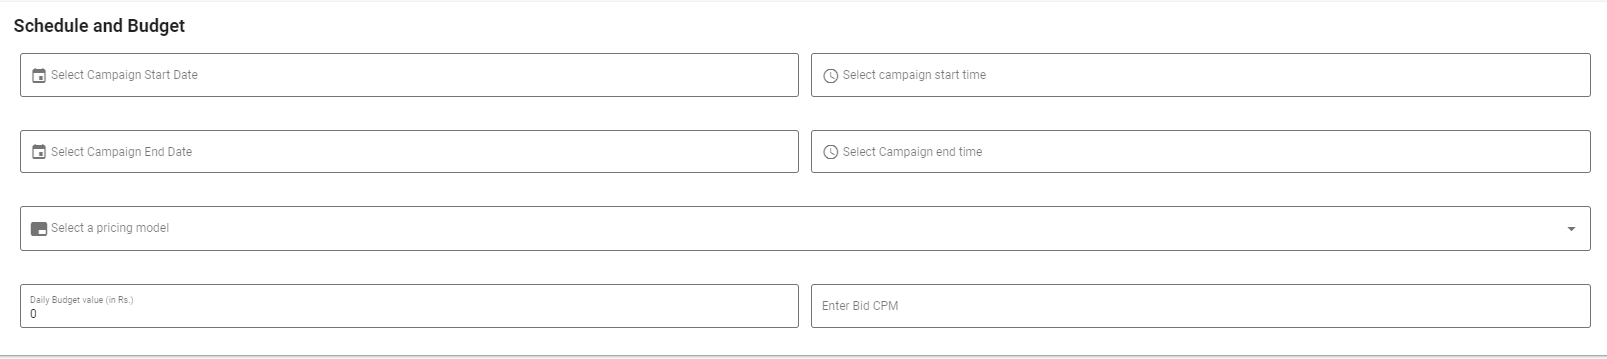 Schedule and Budget
Select Campaign Start Date
Select campaign start time
Select Campaign End Date
Select Campaign end time
Select a pricing model
Daily Budget value (in Rs.)
0
Enter Bid CPM